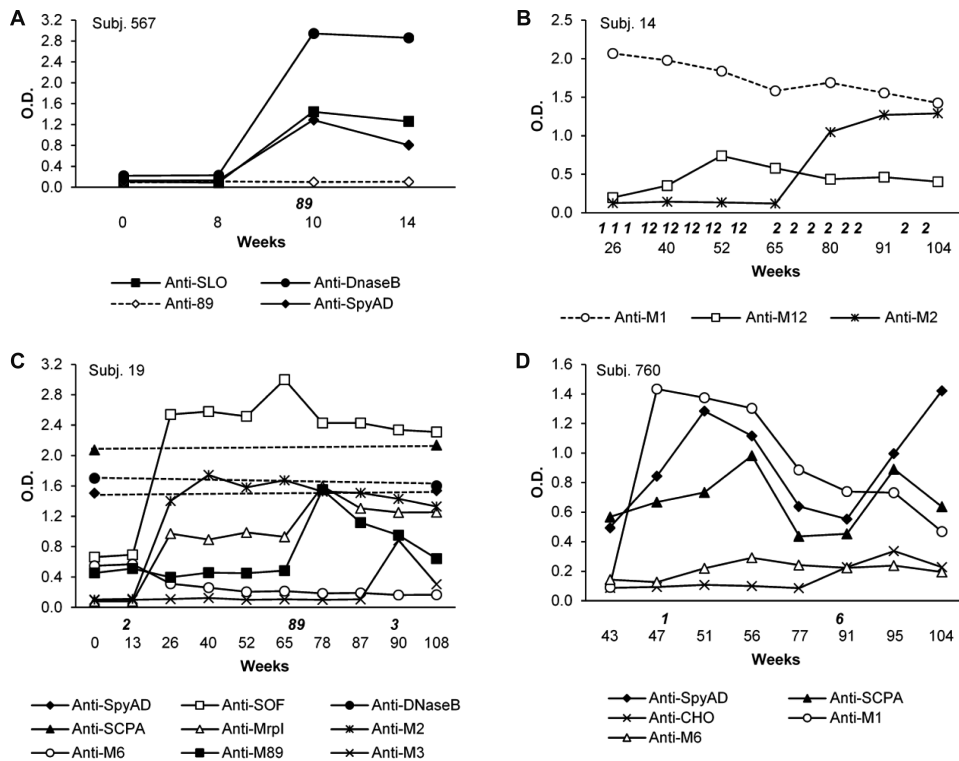 A
Subj. 567
O.D.
3.2
2.8
2.4
2.0
1.6
1.2
0.8
0.4
0.0
89
0 8 10 14
Weeks
Anti-SLO Anti-DnaseB
Anti-89 Anti-SpyAD
B
Subj. 14
O.D.
2.5
2.0
1.5
1.0
0.5
0.0
1 1 1 12 12 12 12 12 2 2 2 2 2 2 2 2
26 40 52 65 80 91 104
Weeks
Anti-M1 Anti-M12 Anti-M2
C
Subj. 19
O.D.
3.2
2.8
2.4
2.0
1.6
1.2
0.8
0.4
0.0
2 89 3
0 13 26 40 52 65 78 87 90 108
Weeks
Anti-SpyAD Anti-SOF Anti-DNaseB
Anti-SCPA Anti-MrpI Anti-M2
Anti-M6 Anti-M89 Anti-M3
D
Subj. 760
O.D.
1.6
1.4
1.2
1.0
0.8
0.6
0.4
0.2
0.0
1 6
43 47 51 56 77 91 95 104
Weeks
Anti-SpyAD Anti-SCPA
Anti-CHO Anti-M1
Anti-M6